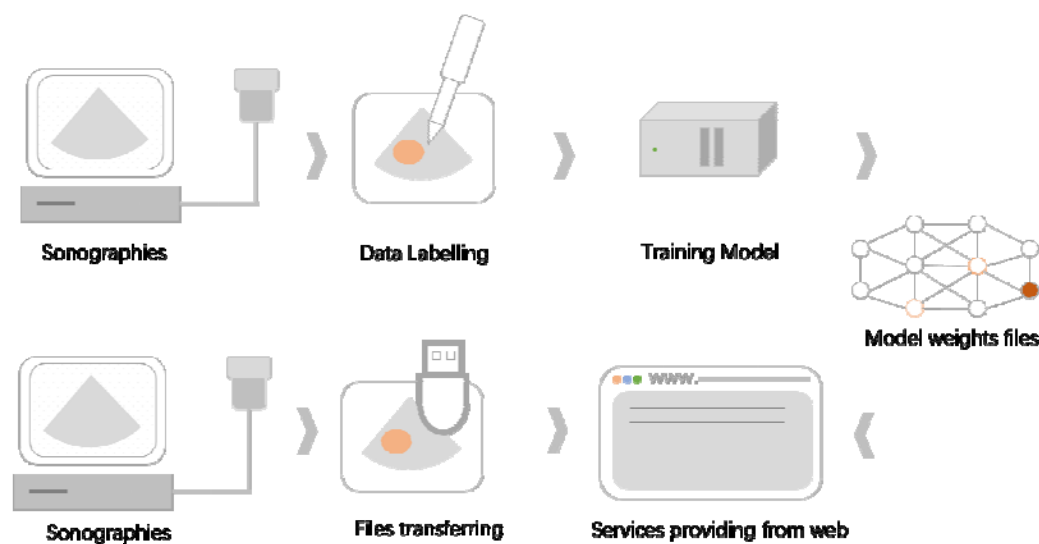 Sonographies
Data Labelling
Training Model
Model weights files
www.
Sonographies
Files transferring
Services providing from web